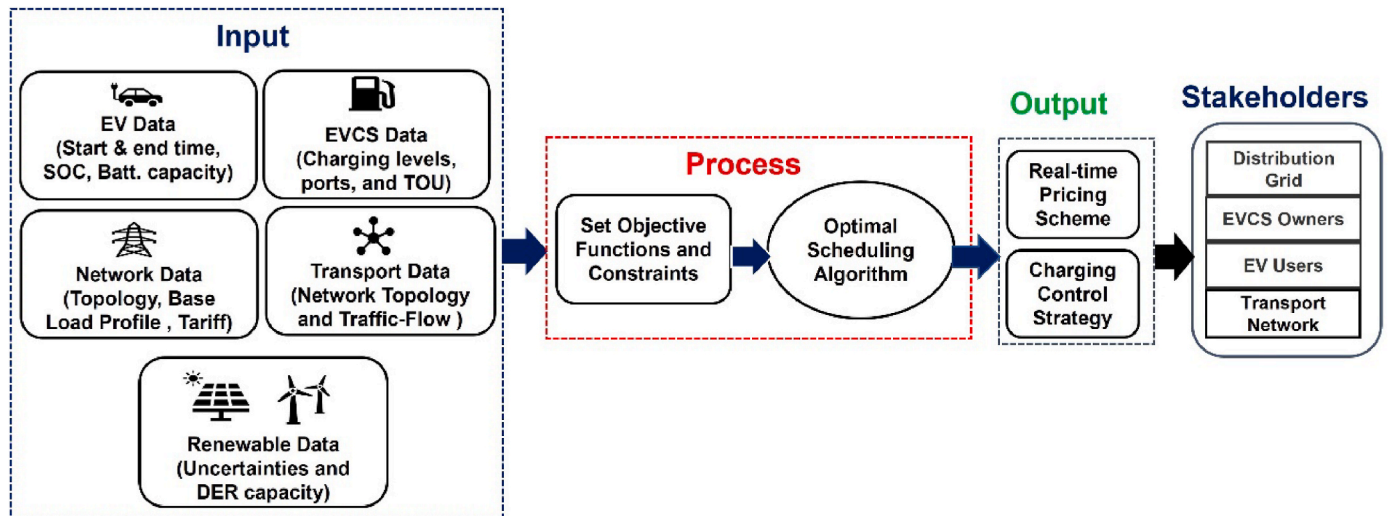 Input
EV Data
(Start & end time,
SOC, Batt. capacity)
EVCS Data
(Charging levels,
ports, and TOU)
Network Data
(Topology, Base
Load Profile , Tariff)
Transport Data
(Network Topology
and Traffic-Flow )
Renewable Data
(Uncertainties and
DER capacity)
Process
Set Objective
Functions and
Constraints
Optimal
Scheduling
Algorithm
Output
Real-time
Pricing
Scheme
Charging
Control
Strategy
Stakeholders
Distribution
Grid
EVCS Owners
EV Users
Transport
Network